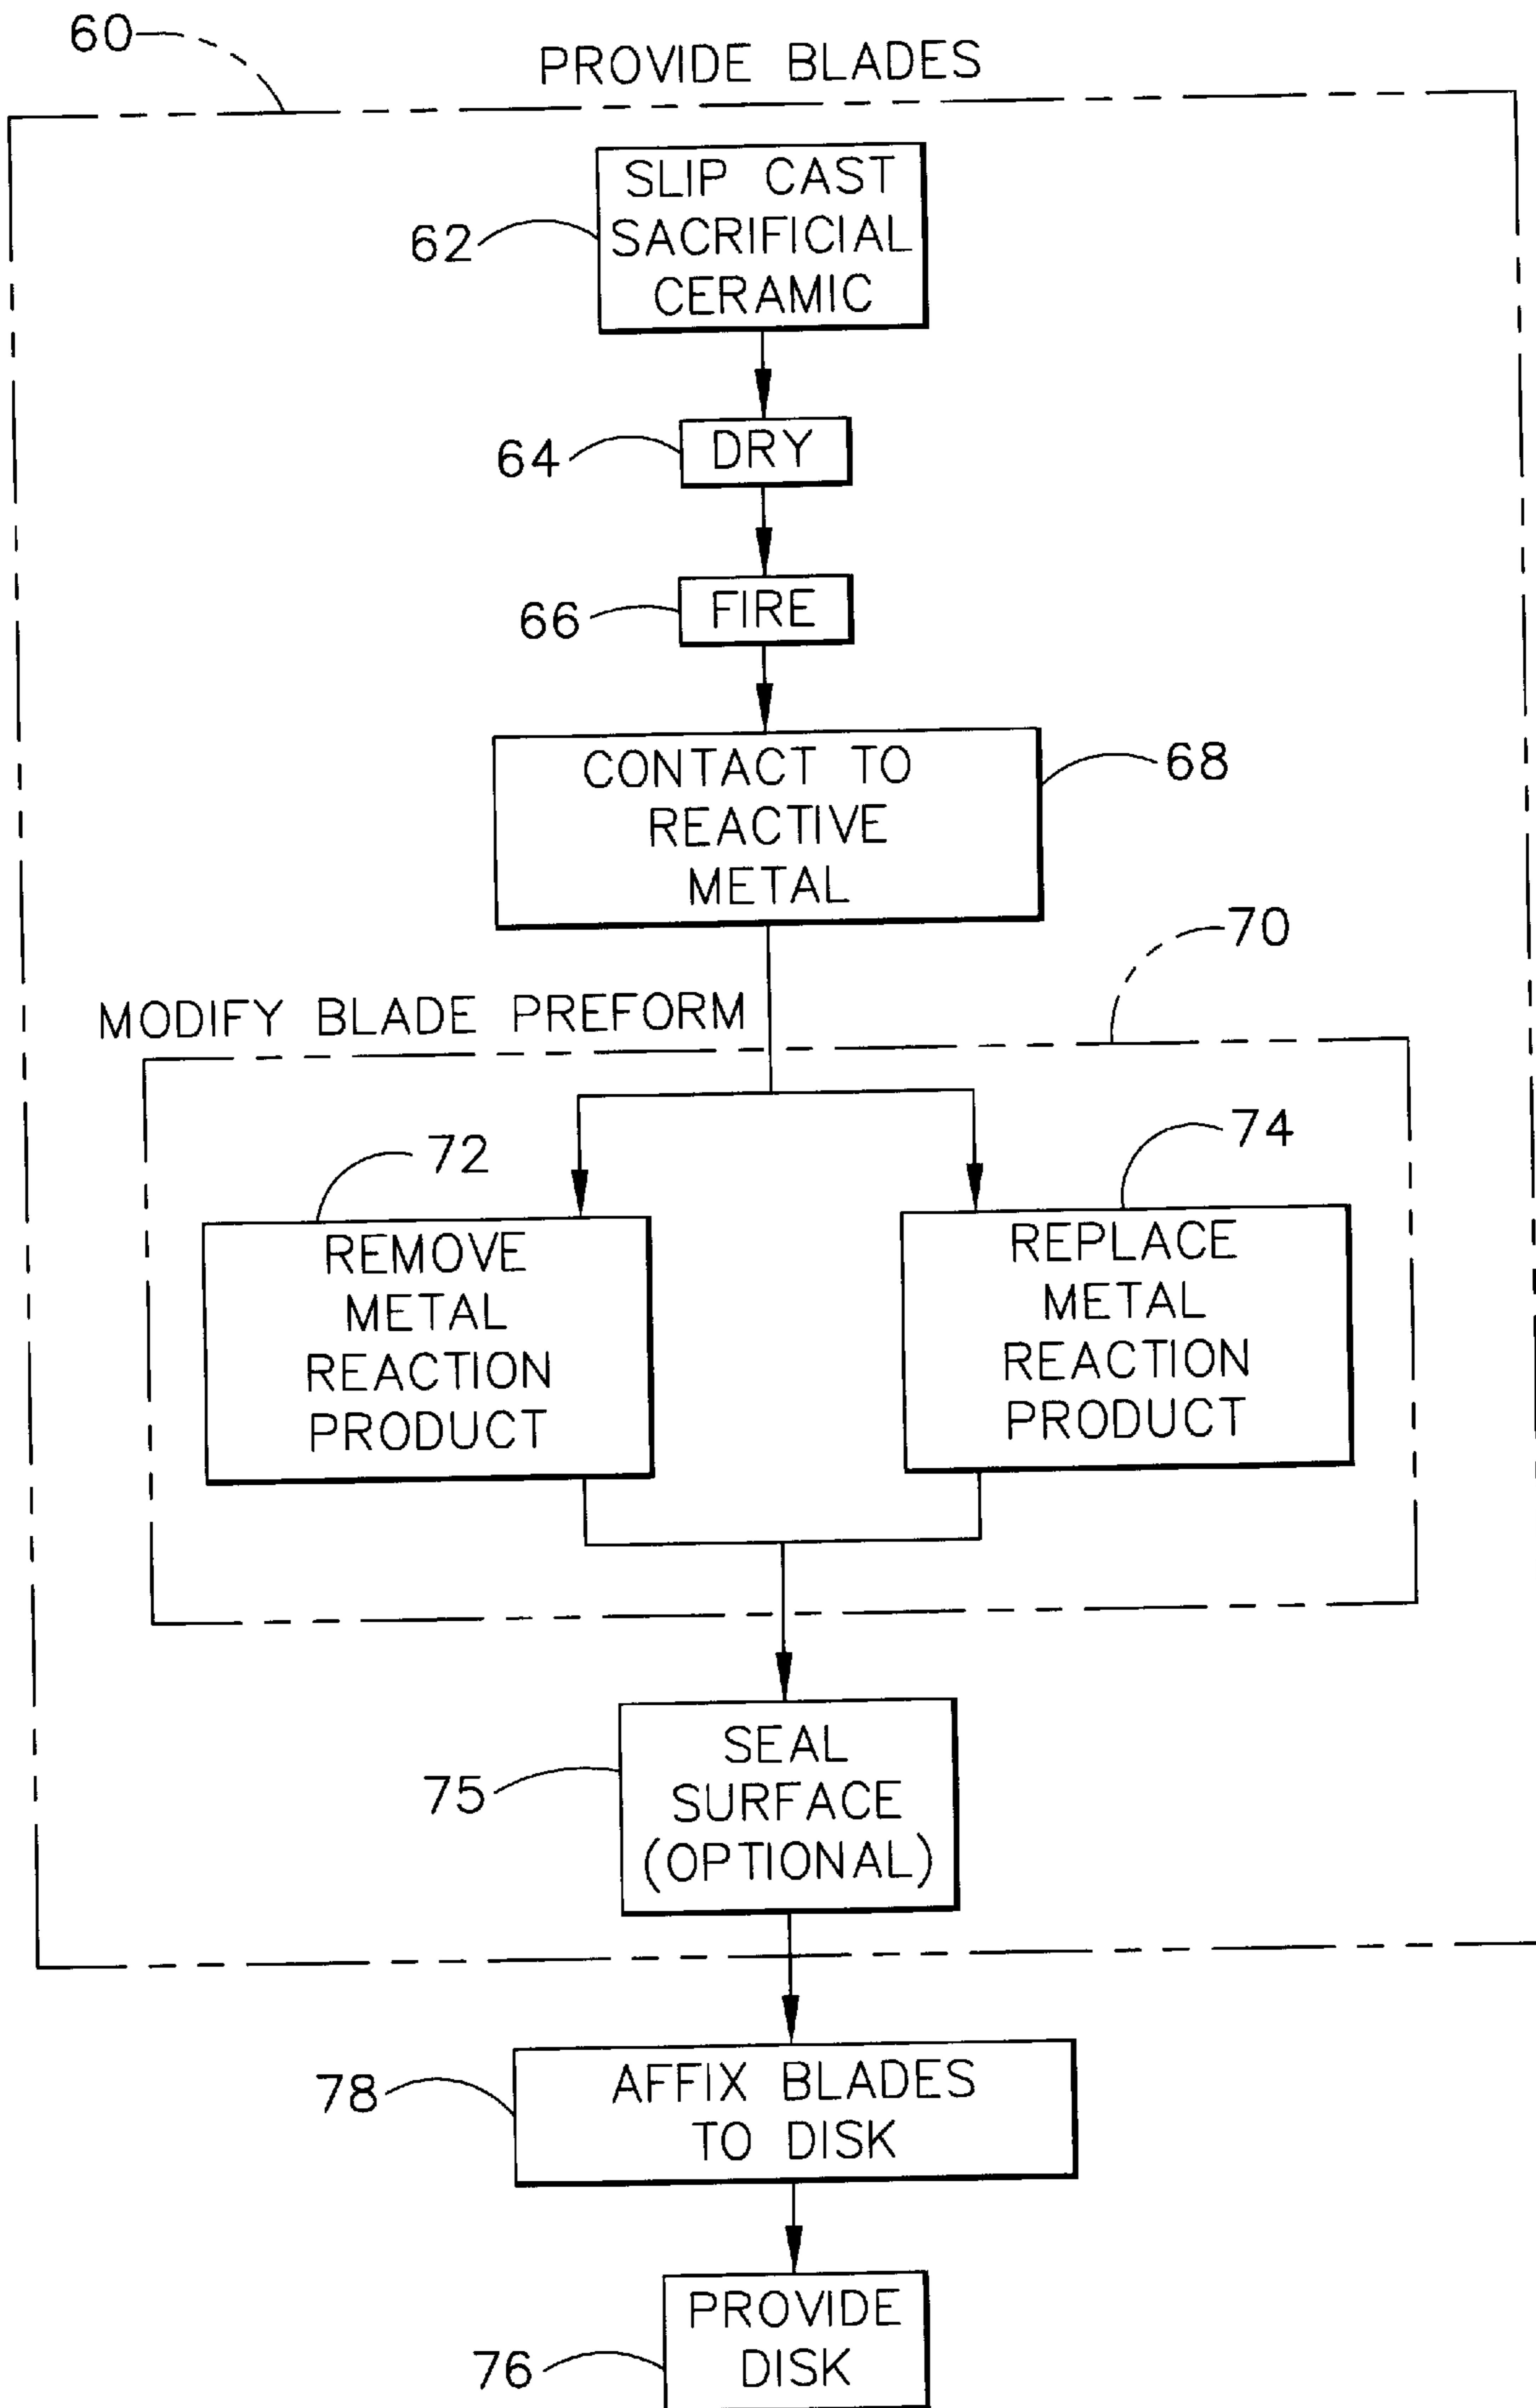 60
PROVIDE BLADES
SLIP CAST
SACRIFICIAL
CERAMIC
62
DRY
64
FIRE
66
CONTACT TO
REACTIVE
METAL
68
70
MODIFY BLADE PREFORM
72
74
REMOVE
METAL
REACTION
PRODUCT
REPLACE
METAL
REACTION
PRODUCT
SEAL
SURFACE
(OPTIONAL)
75
AFFIX BLADES
TO DISK
78
PROVIDE
DISK
76